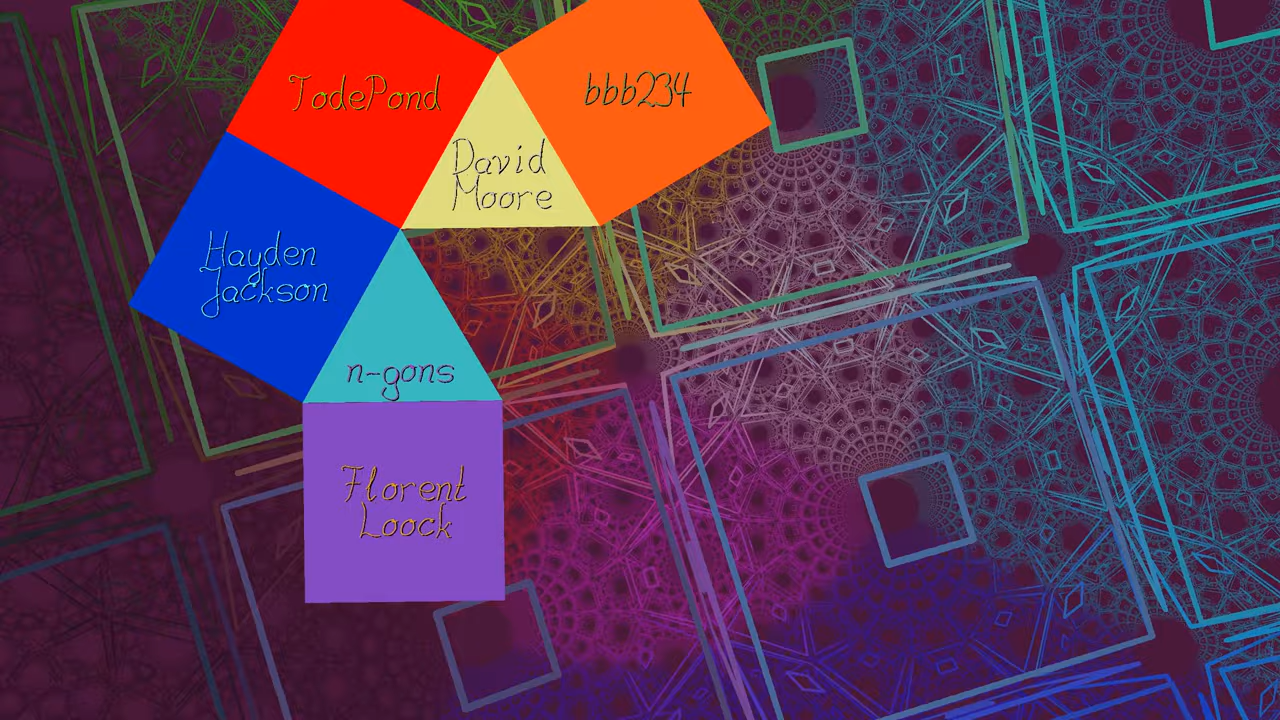 TodePond
bbb234
David
Moore
Hayden
Jackson
n-gons
Florent
Loock